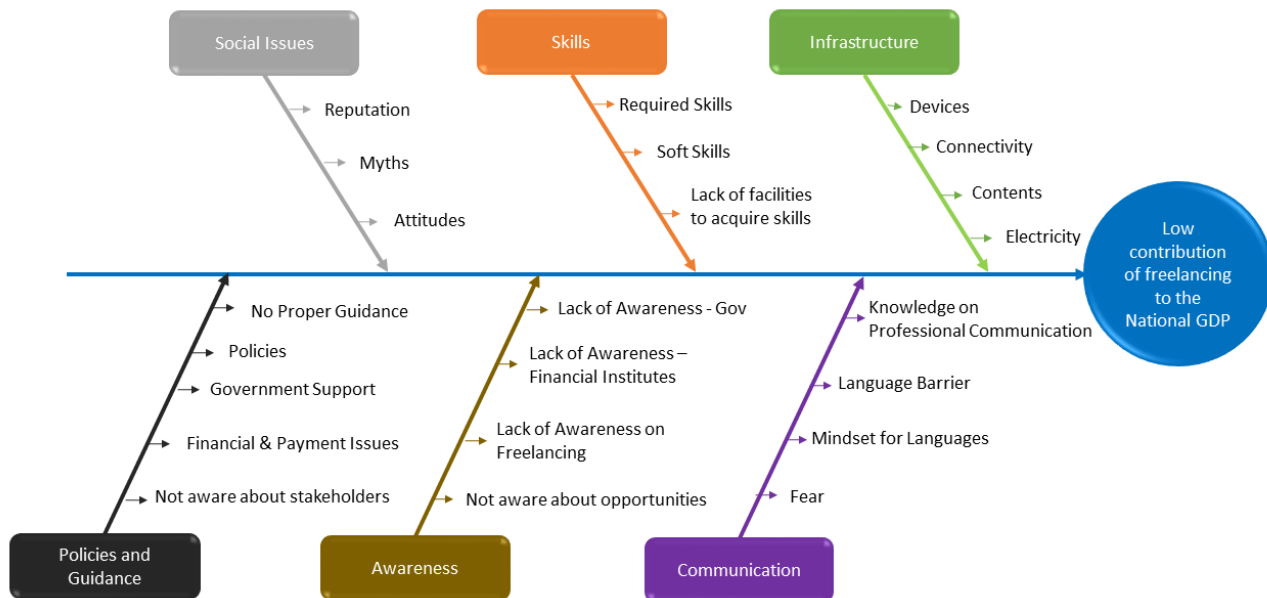 Social Issues
Skills
Infrastructure
Reputation
Myths
Attitudes
Required Skills
Soft Skills
Lack of facilities
to acquire skills
Devices
Connectivity
Contents
Electricity
Low
contribution
of freelancing
to the
National GDP
No Proper Guidance
Policies
Government Support
Financial & Payment Issues
Not aware about stakeholders
Lack of Awareness - Gov
Lack of Awareness –
Financial Institutes
Lack of Awareness on
Freelancing
Not aware about opportunities
Knowledge on
Professional Communication
Language Barrier
Mindset for Languages
Fear
Policies and
Guidance
Awareness
Communication